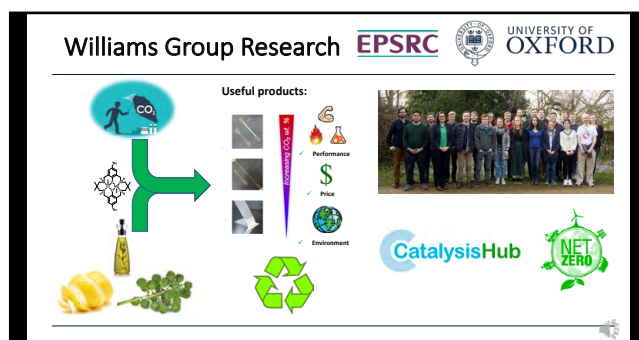 Williams Group Research
EPSRC
UNIVERSITY OF
OXFORD
Useful products:
CO₂
Increasing CO₂ wt. %
✓ Performance
$
✓ Price
✓ Environment
CatalysisHub
NET
ZERO